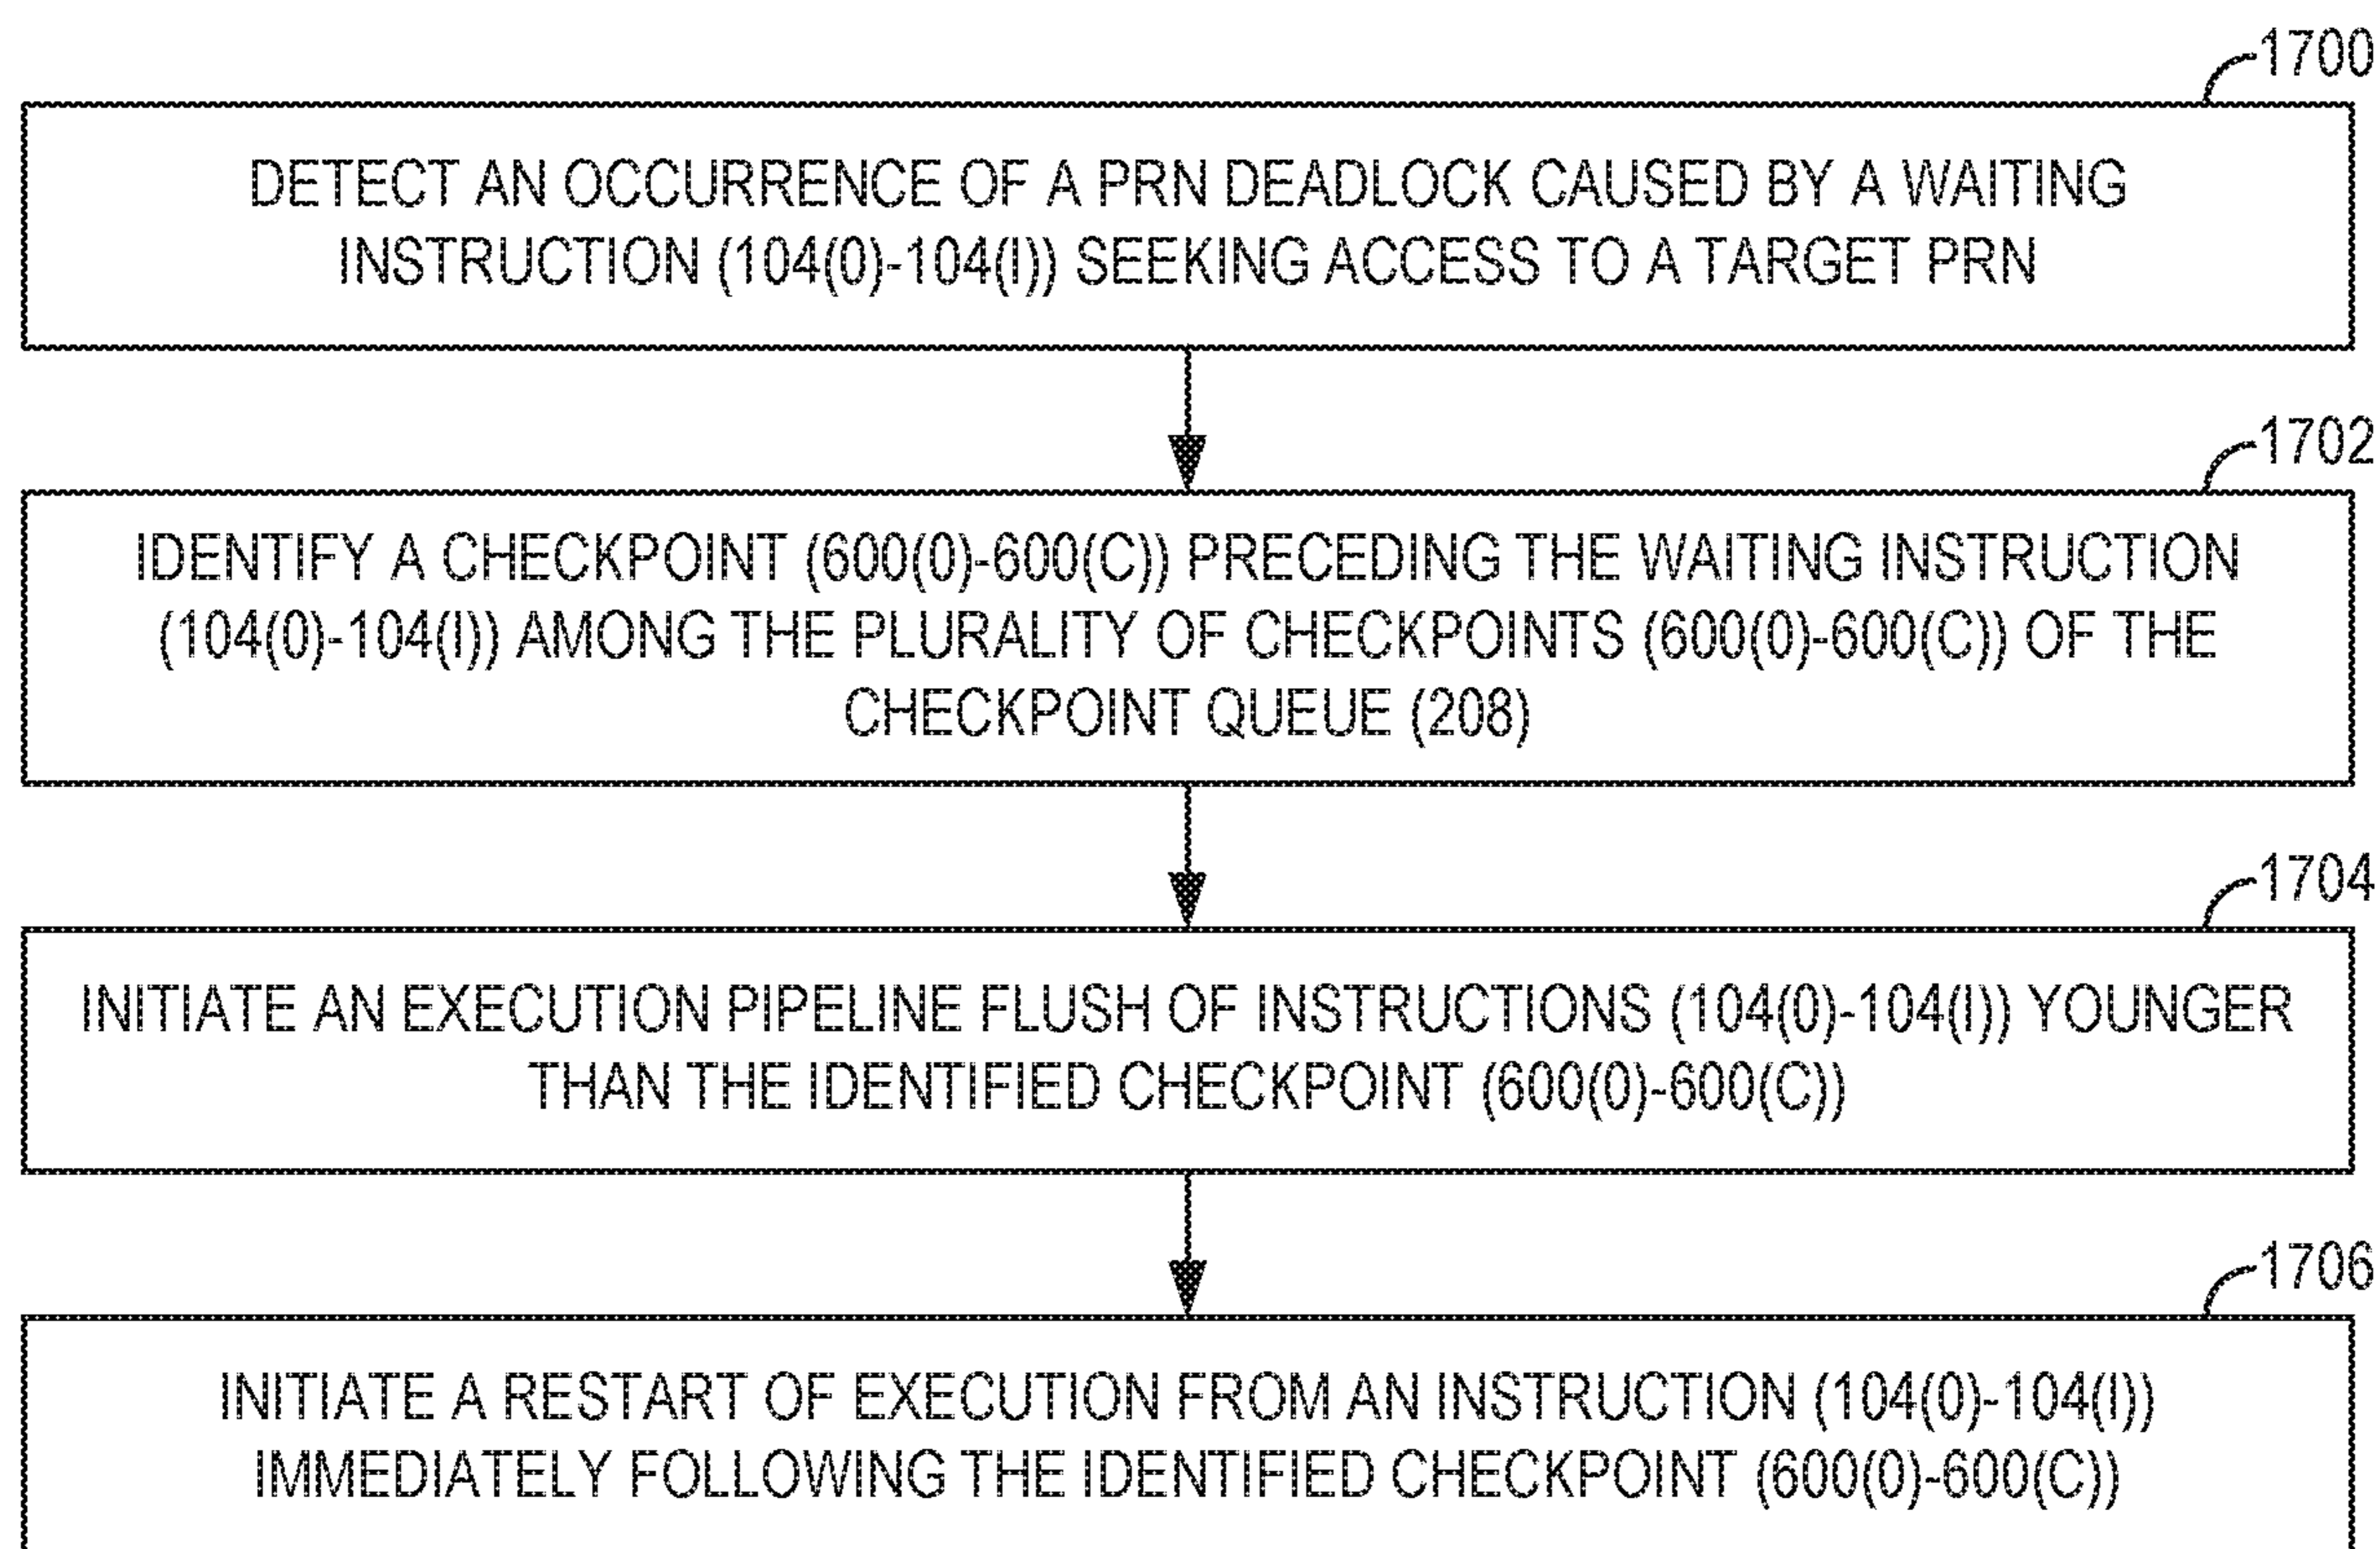 1700
DETECT AN OCCURRENCE OF A PRN DEADLOCK CAUSED BY A WAITING
INSTRUCTION (104(0)-104(I)) SEEKING ACCESS TO A TARGET PRN
1702
IDENTIFY A CHECKPOINT (600(0)-600(C)) PRECEDING THE WAITING INSTRUCTION
(104(0)-104(I)) AMONG THE PLURALITY OF CHECKPOINTS (600(0)-600(C)) OF THE
CHECKPOINT QUEUE (208)
1704
INITIATE AN EXECUTION PIPELINE FLUSH OF INSTRUCTIONS (104(0)-104(I)) YOUNGER
THAN THE IDENTIFIED CHECKPOINT (600(0)-600(C))
1706
INITIATE A RESTART OF EXECUTION FROM AN INSTRUCTION (104(0)-104(I))
IMMEDIATELY FOLLOWING THE IDENTIFIED CHECKPOINT (600(0)-600(C))